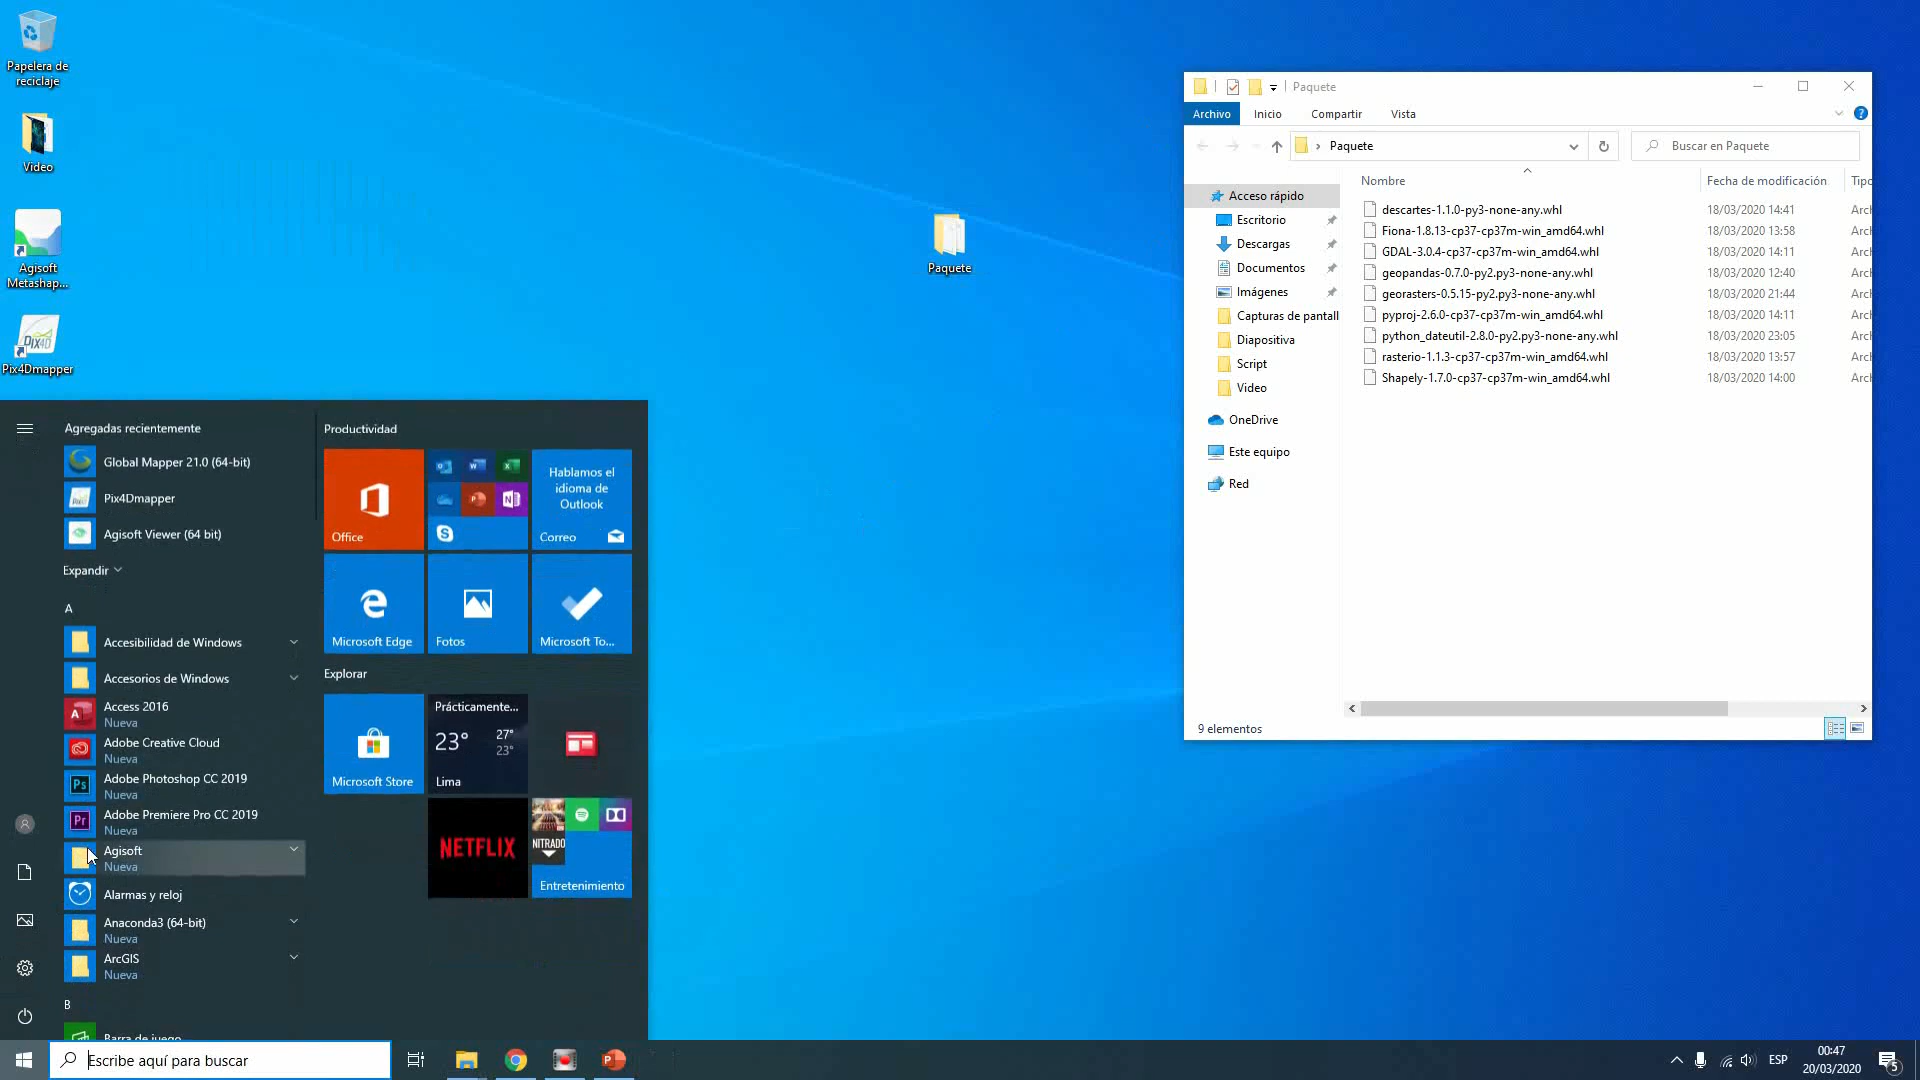 Papelera de
reciclaje
Video
Agisoft
Metashap...
PIX4D
Pix4Dmapper
Paquete
Paquete
Archivo
Inicio
Compartir
Vista
Paquete
Buscar en Paquete
Nombre
Fecha de modificación
Acceso rápido
Escritorio
Descargas
Documentos
Imágenes
Capturas de pantall
Diapositiva
Script
Video
OneDrive
Este equipo
Red
descartes-1.1.0-py3-none-any.whl 18/03/2020 14:41
Fiona-1.8.13-cp37-cp37m-win_amd64.whl 18/03/2020 13:58
GDAL-3.0.4-cp37-cp37m-win_amd64.whl 18/03/2020 14:11
geopandas-0.7.0-py2.py3-none-any.whl 18/03/2020 12:40
georasters-0.5.15-py2.py3-none-any.whl 18/03/2020 21:44
pyproj-2.6.0-cp37-cp37m-win_amd64.whl 18/03/2020 14:11
python_dateutil-2.8.0-py2.py3-none-any.whl 18/03/2020 23:05
rasterio-1.1.3-cp37-cp37m-win_amd64.whl 18/03/2020 13:57
Shapely-1.7.0-cp37-cp37m-win_amd64.whl 18/03/2020 14:00
9 elementos
Agregadas recientemente
Global Mapper 21.0 (64-bit)
Pix4Dmapper
Agisoft Viewer (64 bit)
Expandir
A
Accesibilidad de Windows
Accesorios de Windows
Access 2016
Nueva
Adobe Creative Cloud
Nueva
Adobe Photoshop CC 2019
Nueva
Adobe Premiere Pro CC 2019
Nueva
Agisoft
Nueva
Alarmas y reloj
Anaconda3 (64-bit)
Nueva
ArcGIS
Nueva
B
Barra de juego
Productividad
Office
Hablamos el
idioma de
Outlook
Correo
Microsoft Edge
Fotos
Microsoft To...
Explorar
Microsoft Store
Prácticamente...
23° 27°
23°
Lima
NETFLIX
NITRADO
Entretenimiento
Escribe aquí para buscar
ESP
00:47
20/03/2020
5